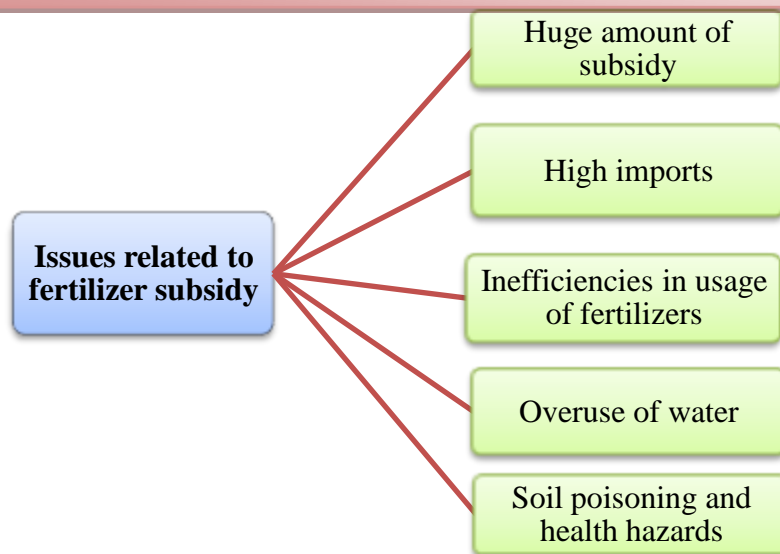 Huge amount of
subsidy
High imports
Issues related to
fertilizer subsidy
Inefficiencies in usage
of fertilizers
Overuse of water
Soil poisoning and
health hazards